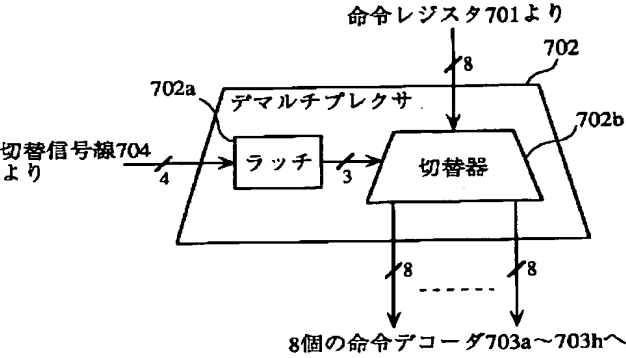 命令レジスタ701より
8
702
702a
デマルチプレクサ
702b
切替信号線704
より
4
ラッチ
3
切替器
8
8
8個の命令デコーダ703a～703hへ